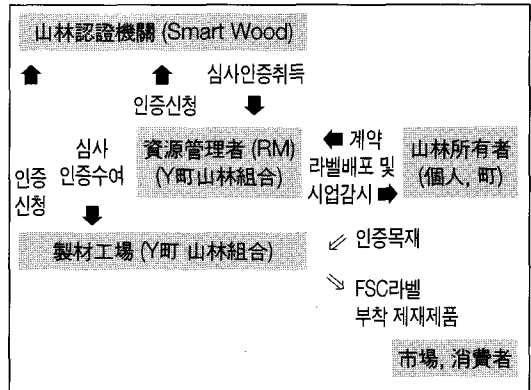 山林認證機關 (Smart Wood)
심사인증취득
인증신청
심사
인증수여
인증
신청
資源管理者 (RM)
(Y町山林組合)
계약
라벨배포 및
사업감시
山林所有者
(個人, 町)
製材工場 (Y町 山林組合)
인증목재
FSC라벨
부착 제재제품
市場, 消費者